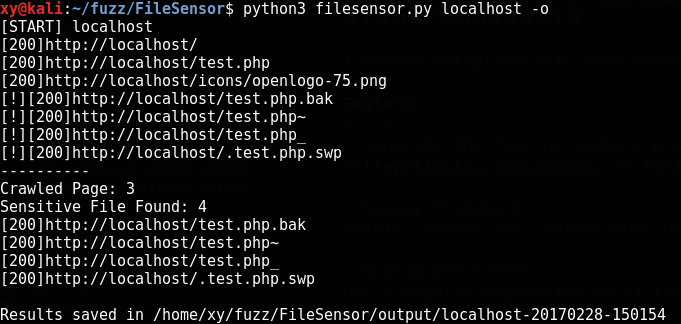 xy@kali:~/fuzz/FileSensor$ python3 filesensor.py localhost -o
[START] localhost
[200]http://localhost/
[200]http://localhost/test.php
[200]http://localhost/icons/openlogo-75.png
[!][200]http://localhost/test.php.bak
[!][200]http://localhost/test.php~
[!][200]http://localhost/test.php_
[!][200]http://localhost/.test.php.swp
----------
Crawled Page: 3
Sensitive File Found: 4
[200]http://localhost/test.php.bak
[200]http://localhost/test.php~
[200]http://localhost/test.php_
[200]http://localhost/.test.php.swp
Results saved in /home/xy/fuzz/FileSensor/output/localhost-20170228-150154